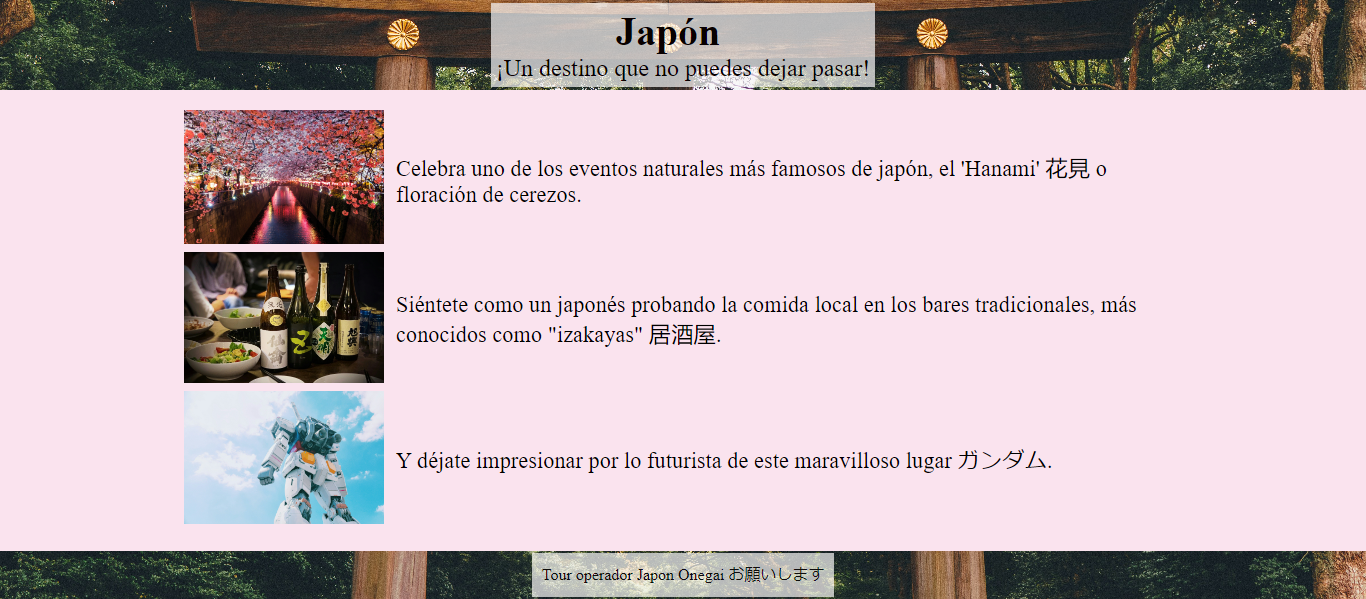 Japón
¡Un destino que no puedes dejar pasar!
Celebra uno de los eventos naturales más famosos de japón, el 'Hanami' 花見 o
floración de cerezos.
Siéntete como un japonés probando la comida local en los bares tradicionales, más
conocidos como "izakayas" 居酒屋.
Y déjate impresionar por lo futurista de este maravilloso lugar ガンダム.
Tour operador Japon Onegai お願いします